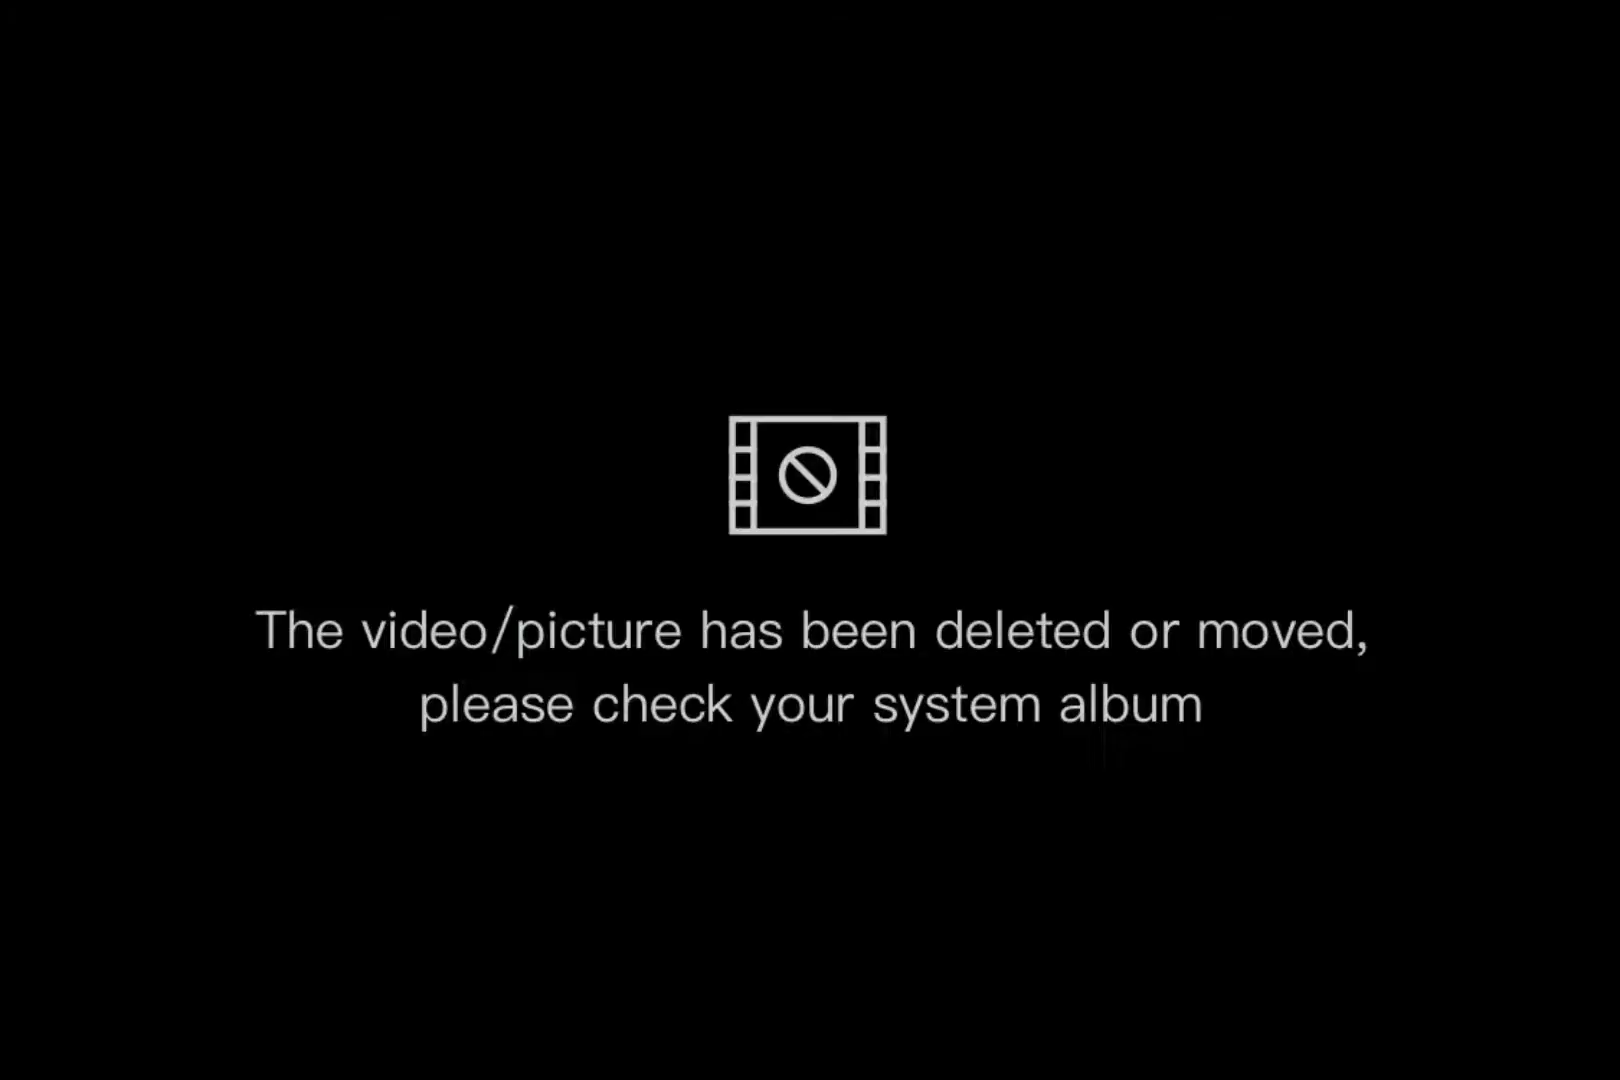 The video/picture has been deleted or moved,
please check your system album